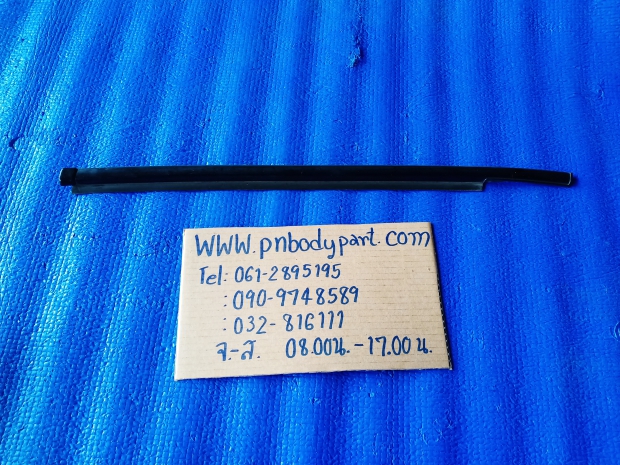 WWW.pnbodypart.com
Tel: 061-2895195
: 090-9748589
: 032-816111
จ.-ส. 08.00น.-17.00 น.